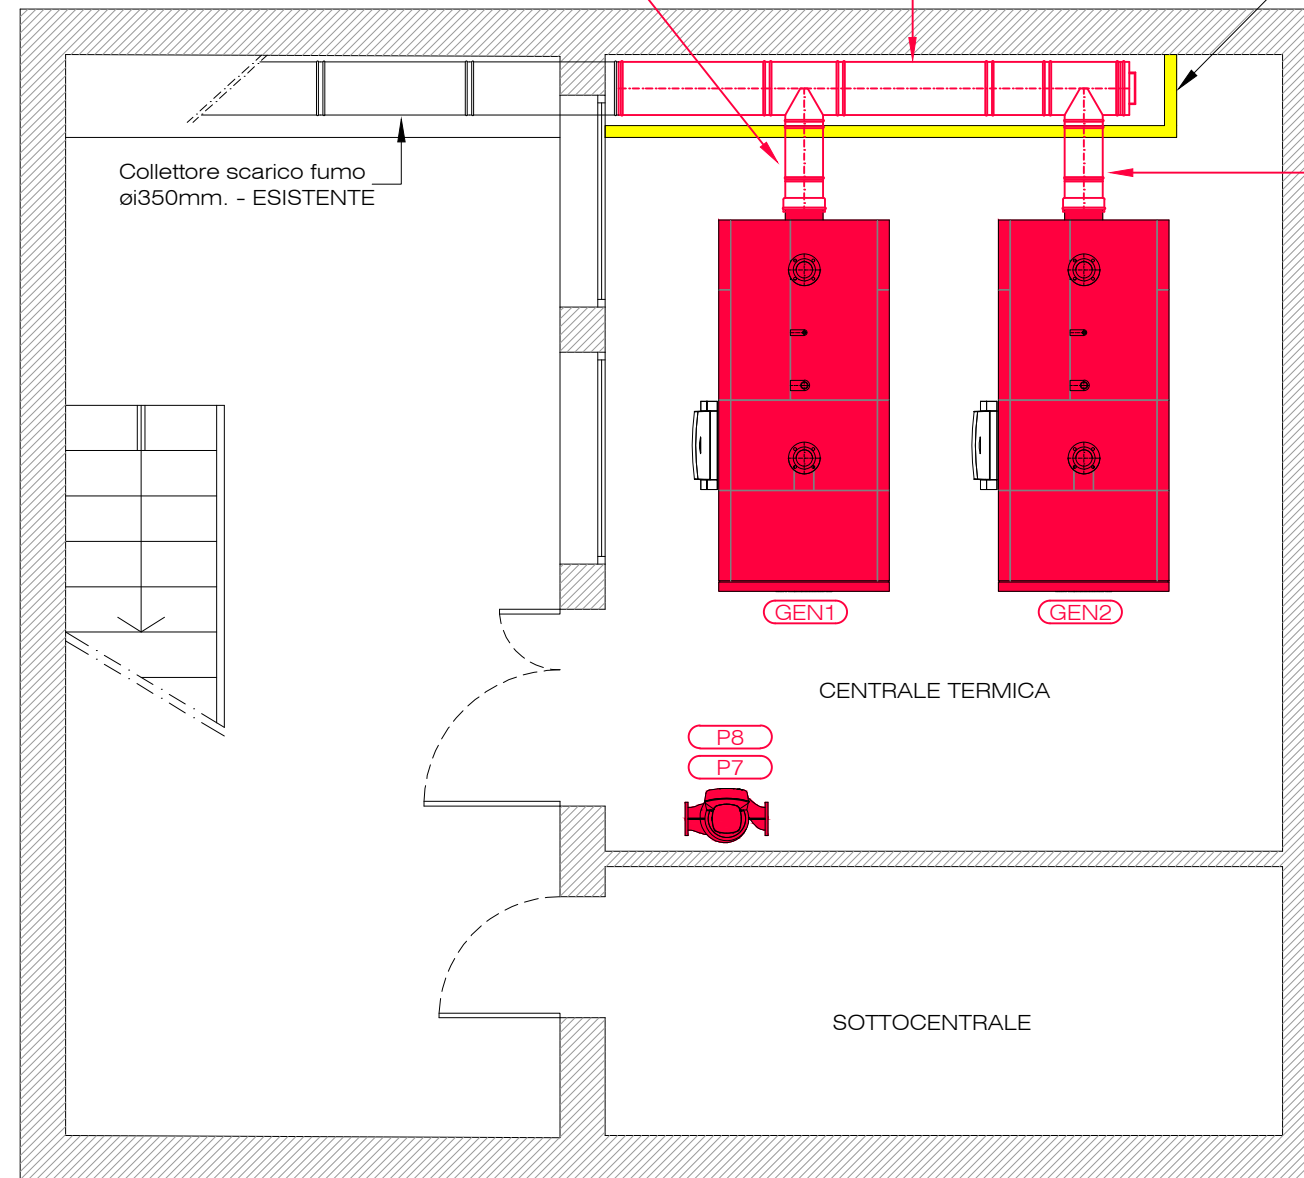 Collettore scarico fumo
øi350mm. - ESISTENTE
GEN1
GEN2
CENTRALE TERMICA
P8
P7
SOTTOCENTRALE